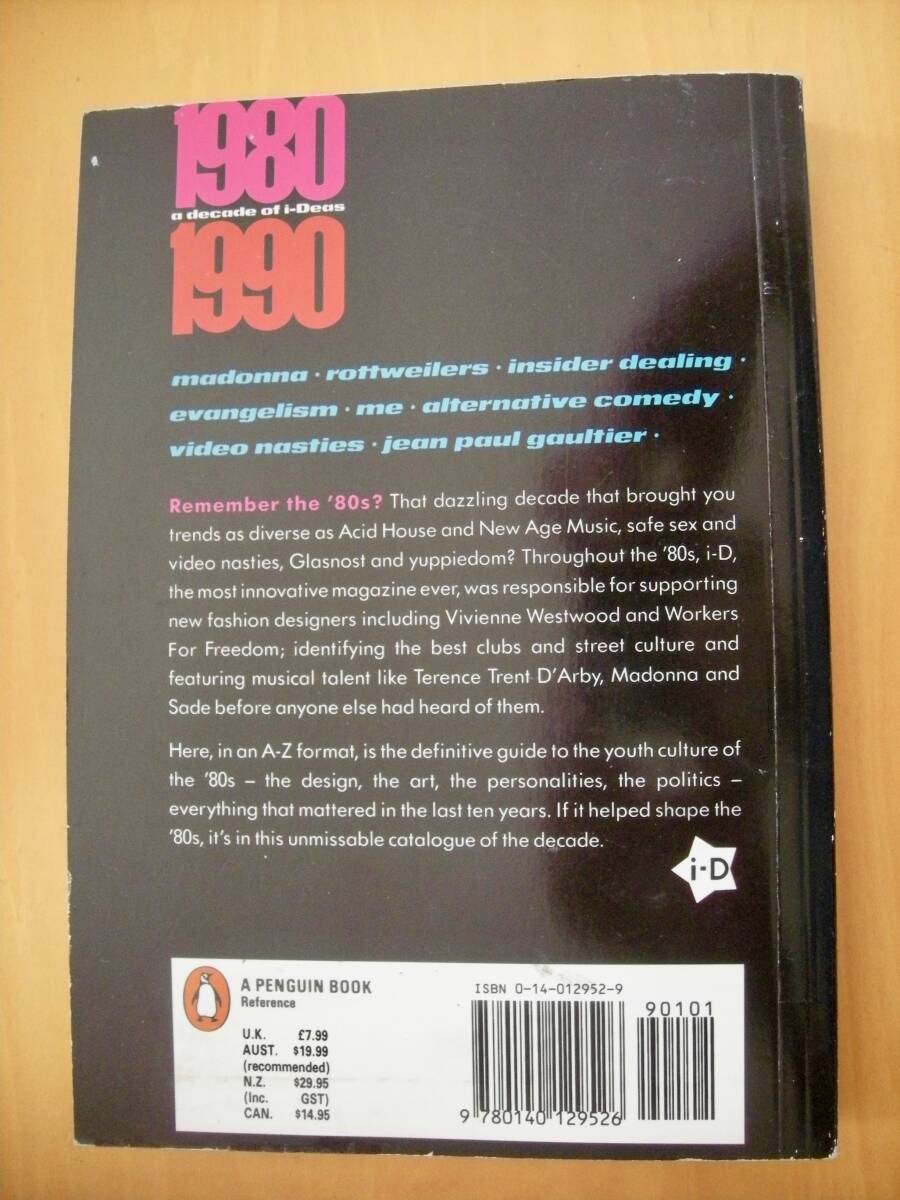 1980
a decade of i-Deas
1990
madonna · rottweilers · insider dealing ·
evangelism · me · alternative comedy ·
video nasties · jean paul gaultier ·
Remember the '80s? That dazzling decade that brought you
trends as diverse as Acid House and New Age Music, safe sex and
video nasties, Glasnost and yuppiedom? Throughout the '80s, i-D,
the most innovative magazine ever, was responsible for supporting
new fashion designers including Vivienne Westwood and Workers
For Freedom; identifying the best clubs and street culture and
featuring musical talent like Terence Trent D'Arby, Madonna and
Sade before anyone else had heard of them.
Here, in an A-Z format, is the definitive guide to the youth culture of
the '80s – the design, the art, the personalities, the politics –
everything that mattered in the last ten years. If it helped shape the
'80s, it's in this unmissable catalogue of the decade.
i-D
A PENGUIN BOOK
Reference
U.K. £7.99
AUST. $19.99
(recommended)
N.Z. $29.95
(Inc. GST)
CAN. $14.95
ISBN 0-14-012952-9
90101
9 780140 129526